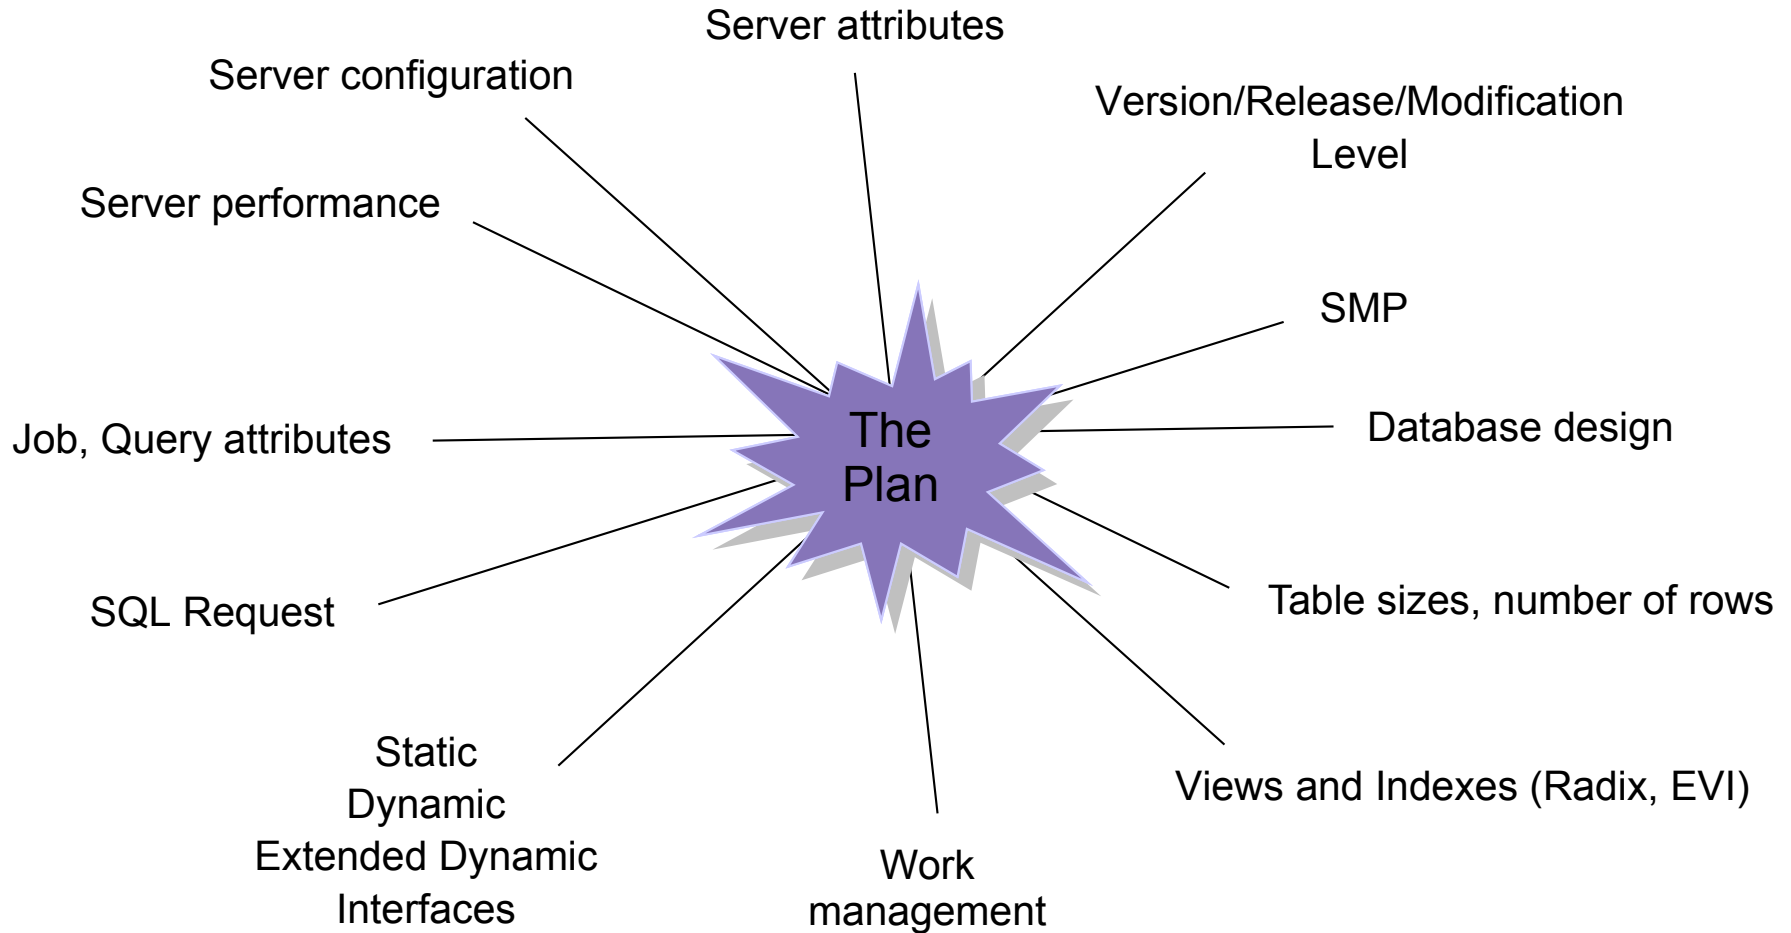 Server attributes
Server configuration
Version/Release/Modification
Level
Server performance
SMP
The
Plan
Job, Query attributes
Database design
SQL Request
Table sizes, number of rows
Static
Dynamic
Extended Dynamic
Interfaces
Views and Indexes (Radix, EVI)
Work
management